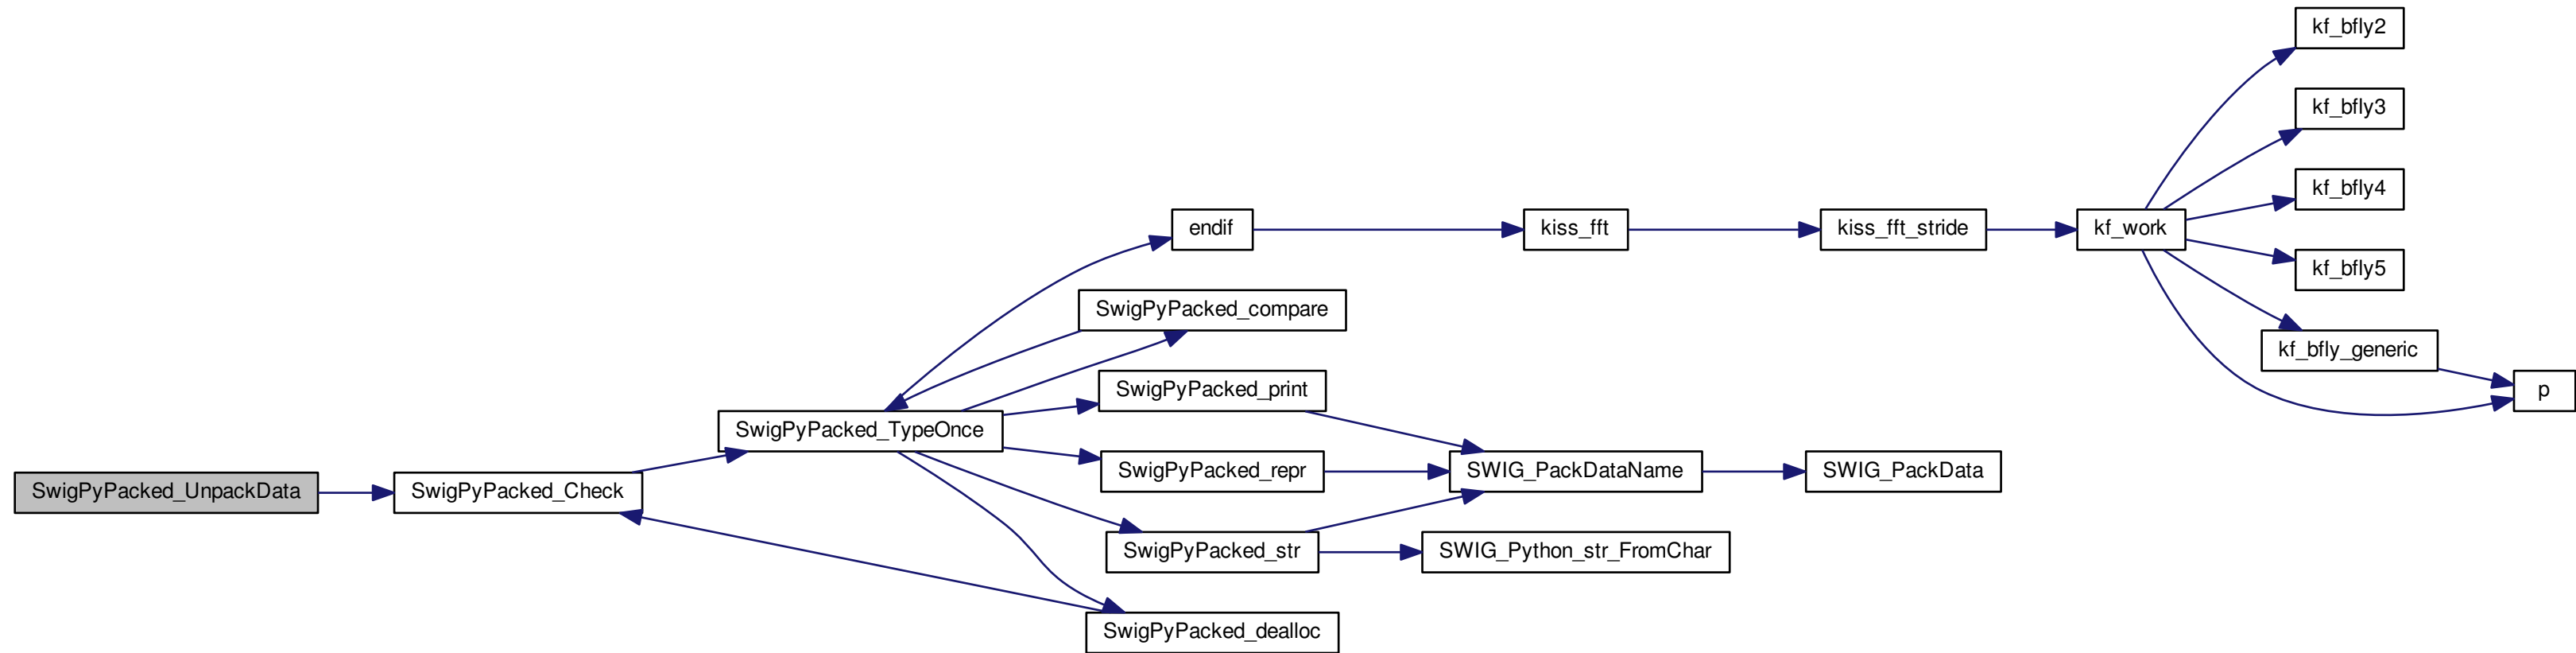 SwigPyPacked_UnpackData
SwigPyPacked_Check
SwigPyPacked_TypeOnce
endif
SwigPyPacked_compare
SwigPyPacked_print
SwigPyPacked_repr
SwigPyPacked_str
SwigPyPacked_dealloc
kiss_fft
SWIG_PackDataName
SWIG_Python_str_FromChar
kiss_fft_stride
SWIG_PackData
kf_work
kf_bfly2
kf_bfly3
kf_bfly4
kf_bfly5
kf_bfly_generic
p